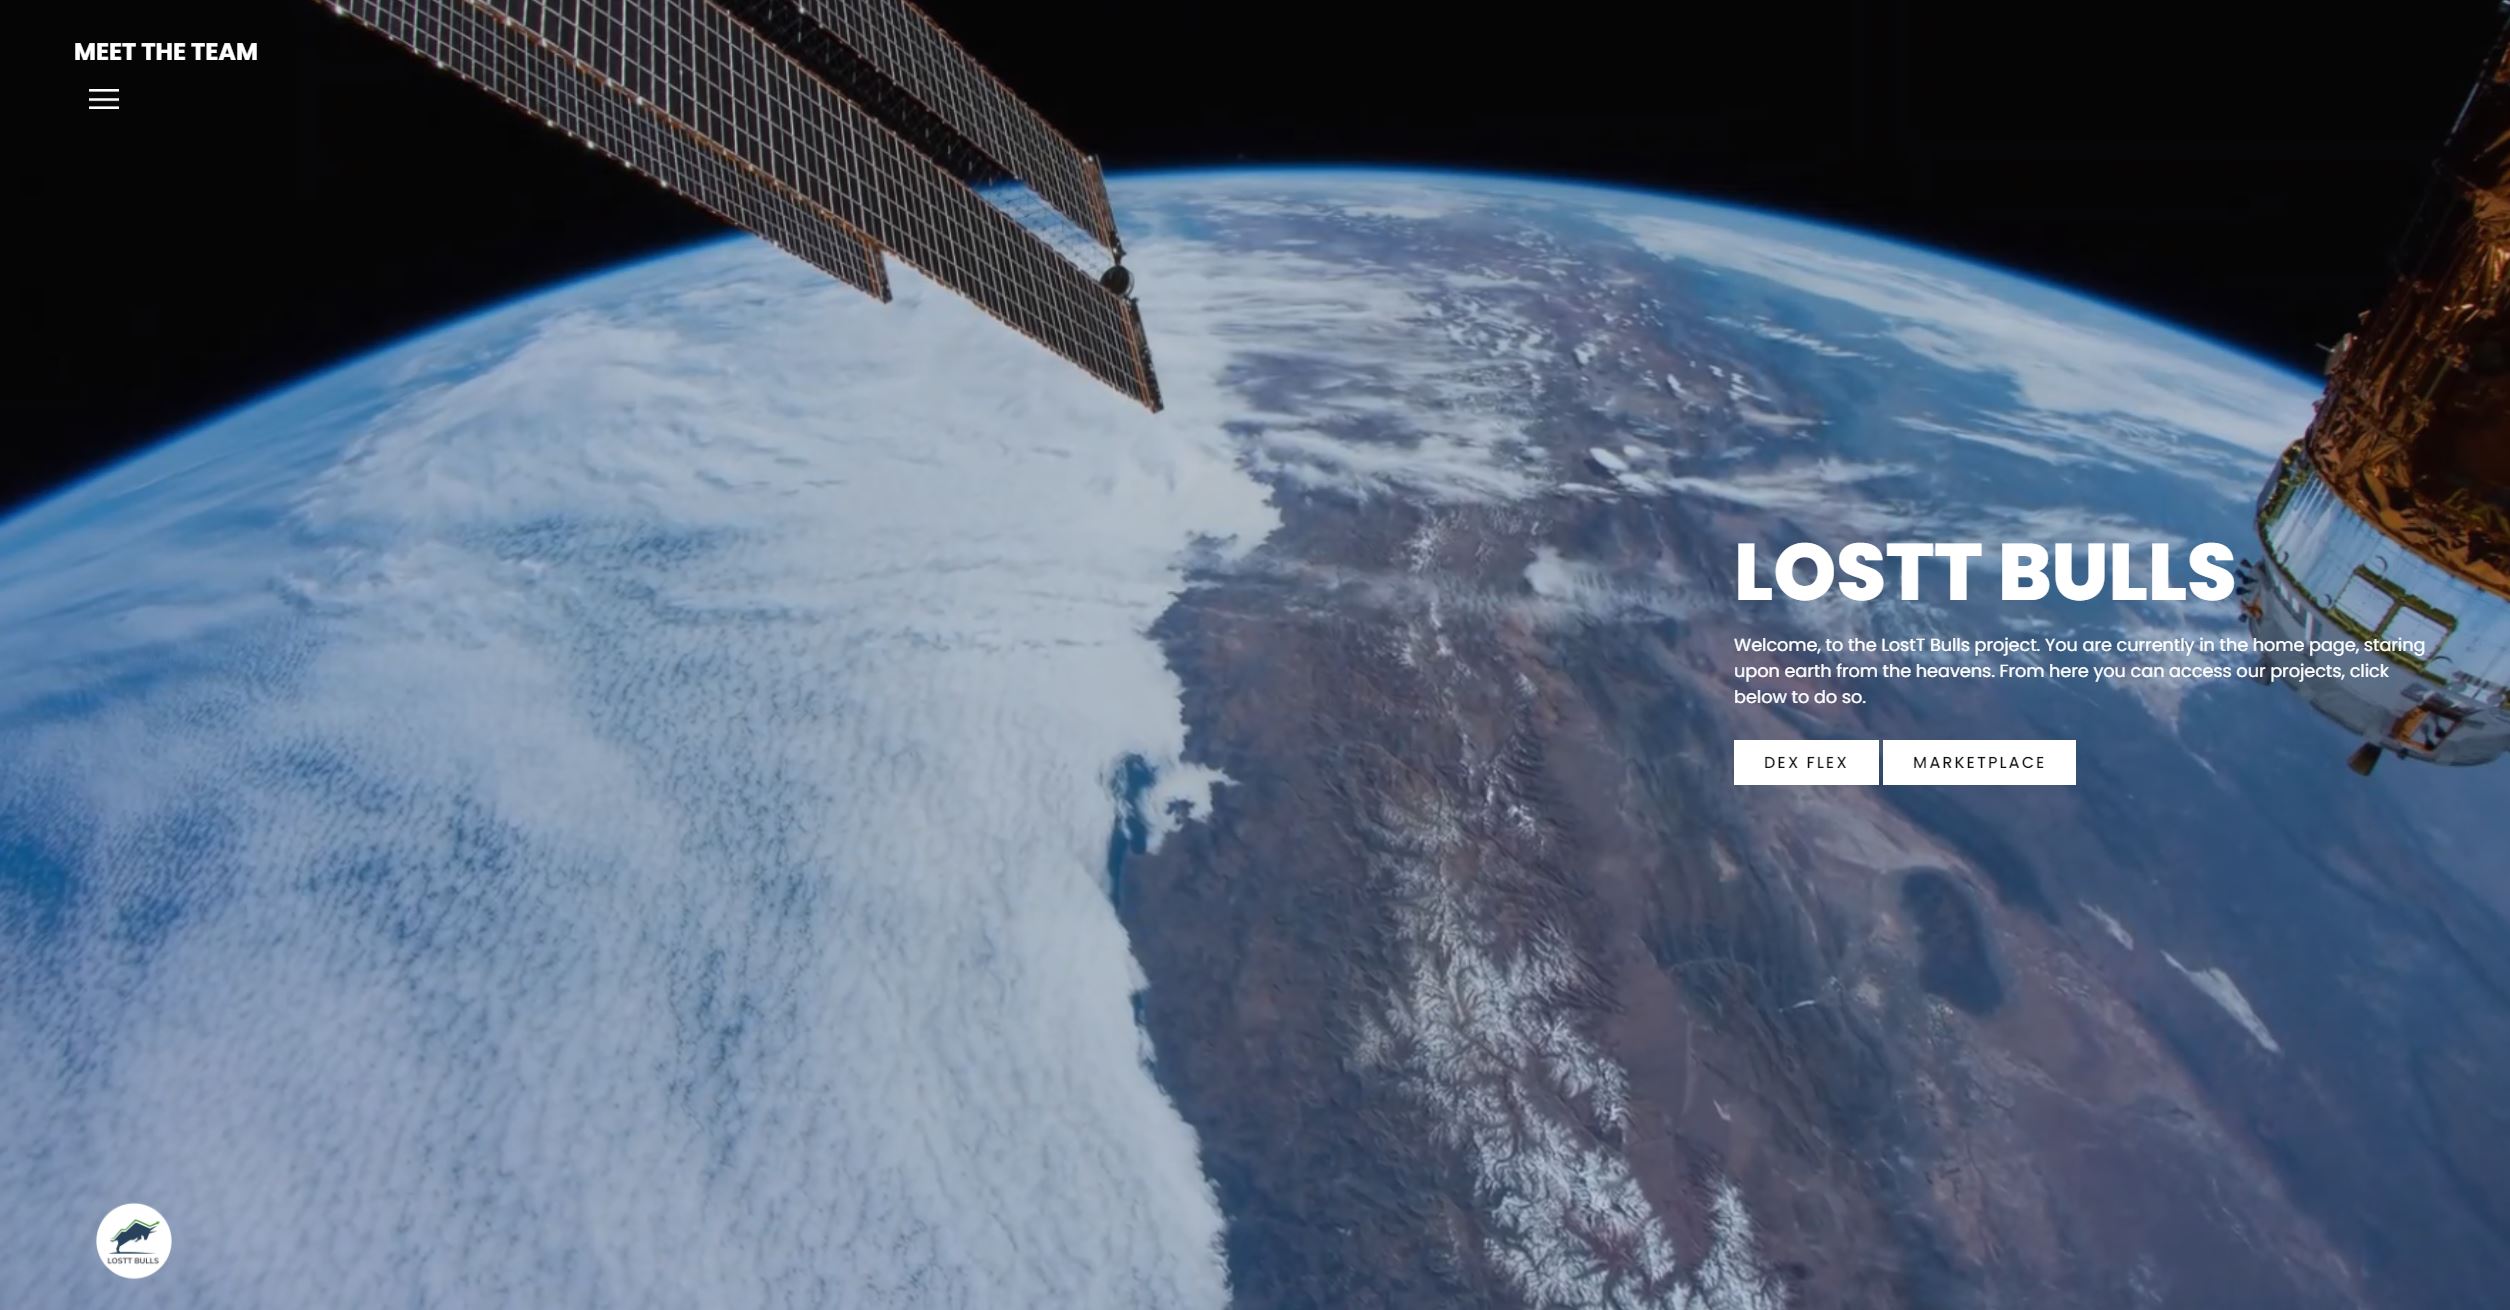 MEET THE TEAM
LOSTT BULLS
Welcome, to the LostT Bulls project. You are currently in the home page, staring
upon earth from the heavens. From here you can access our projects, click
below to do so.
DEX FLEX
MARKETPLACE
LOSTT BULLS